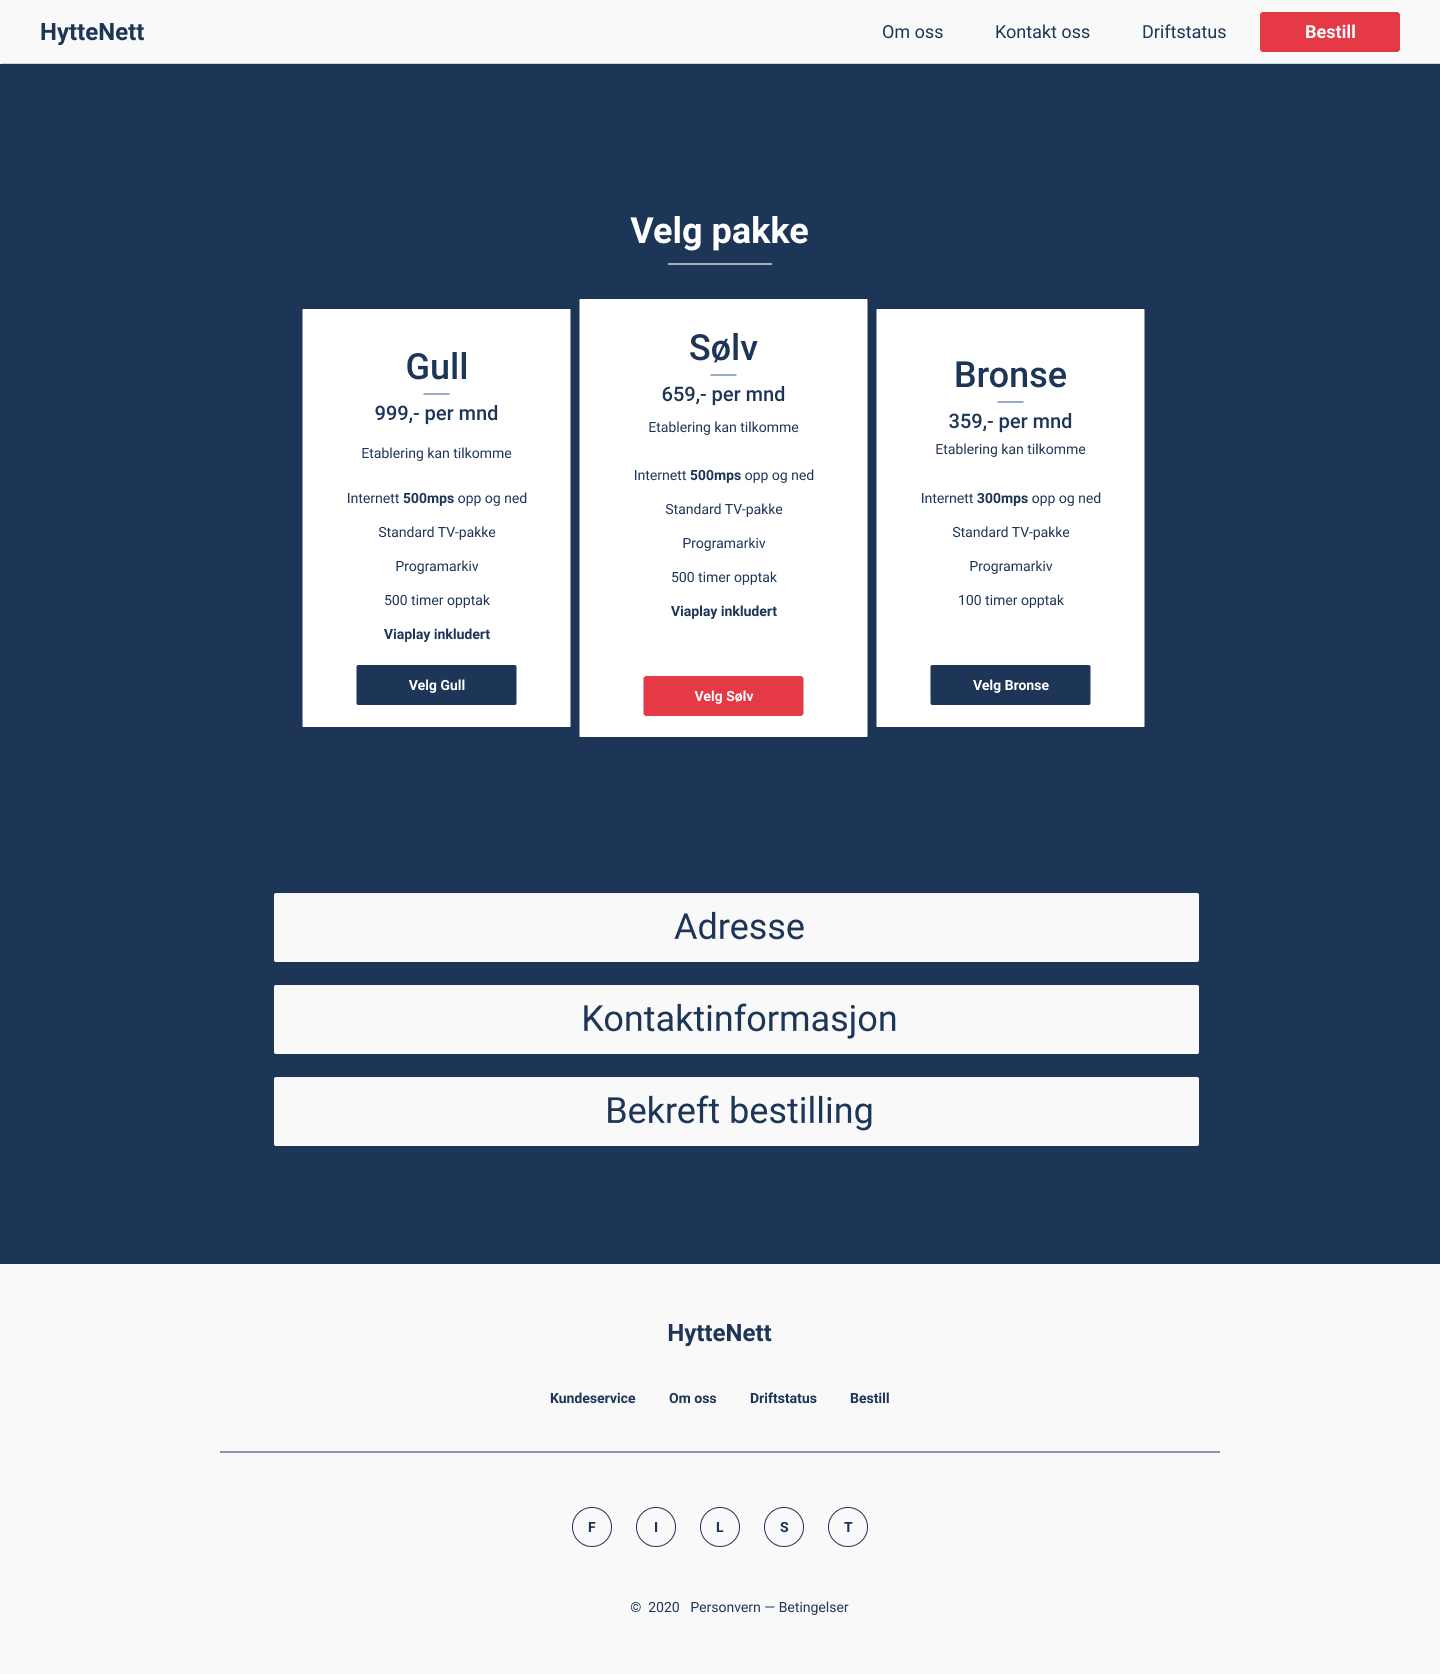 HytteNett
Om oss
Kontakt oss
Driftstatus
Bestill
Velg pakke
Gull
999,- per mnd
Etablering kan tilkomme
Internett 500mps opp og ned
Standard TV-pakke
Programarkiv
500 timer opptak
Viaplay inkludert
Velg Gull
Sølv
659,- per mnd
Etablering kan tilkomme
Internett 500mps opp og ned
Standard TV-pakke
Programarkiv
500 timer opptak
Viaplay inkludert
Velg Sølv
Bronse
359,- per mnd
Etablering kan tilkomme
Internett 300mps opp og ned
Standard TV-pakke
Programarkiv
100 timer opptak
Velg Bronse
Adresse
Kontaktinformasjon
Bekreft bestilling
HytteNett
Kundeservice Om oss Driftstatus Bestill
F I L S T
© 2020 Personvern — Betingelser